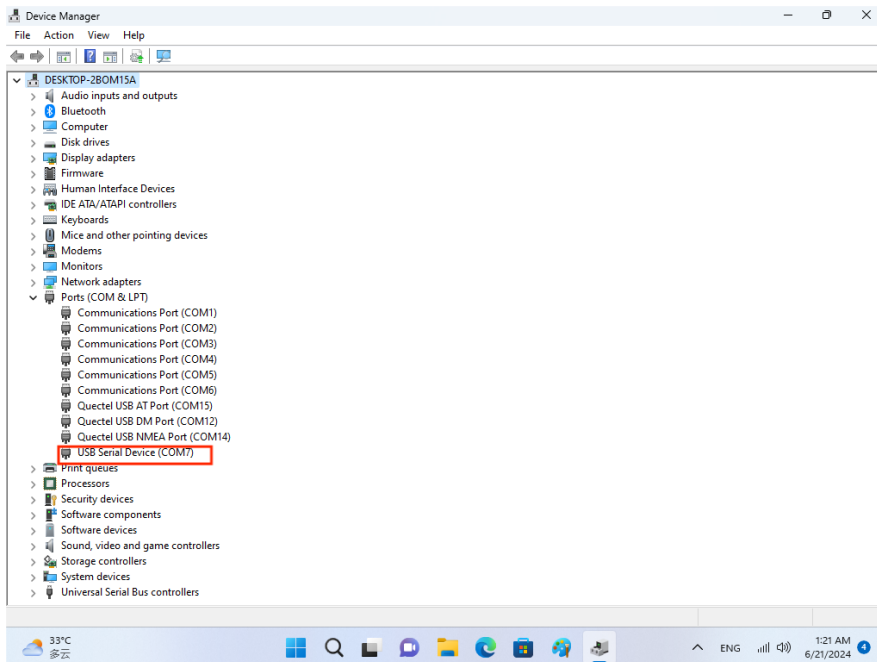 Device Manager
File Action View Help
DESKTOP-2BOM15A
Audio inputs and outputs
Bluetooth
Computer
Disk drives
Display adapters
Firmware
Human Interface Devices
IDE ATA/ATAPI controllers
Keyboards
Mice and other pointing devices
Modems
Monitors
Network adapters
Ports (COM & LPT)
Communications Port (COM1)
Communications Port (COM2)
Communications Port (COM3)
Communications Port (COM4)
Communications Port (COM5)
Communications Port (COM6)
Quectel USB AT Port (COM15)
Quectel USB DM Port (COM12)
Quectel USB NMEA Port (COM14)
USB Serial Device (COM7)
Print queues
Processors
Security devices
Software components
Software devices
Sound, video and game controllers
Storage controllers
System devices
Universal Serial Bus controllers
33°C
多云
ENG
1:21 AM
6/21/2024
4